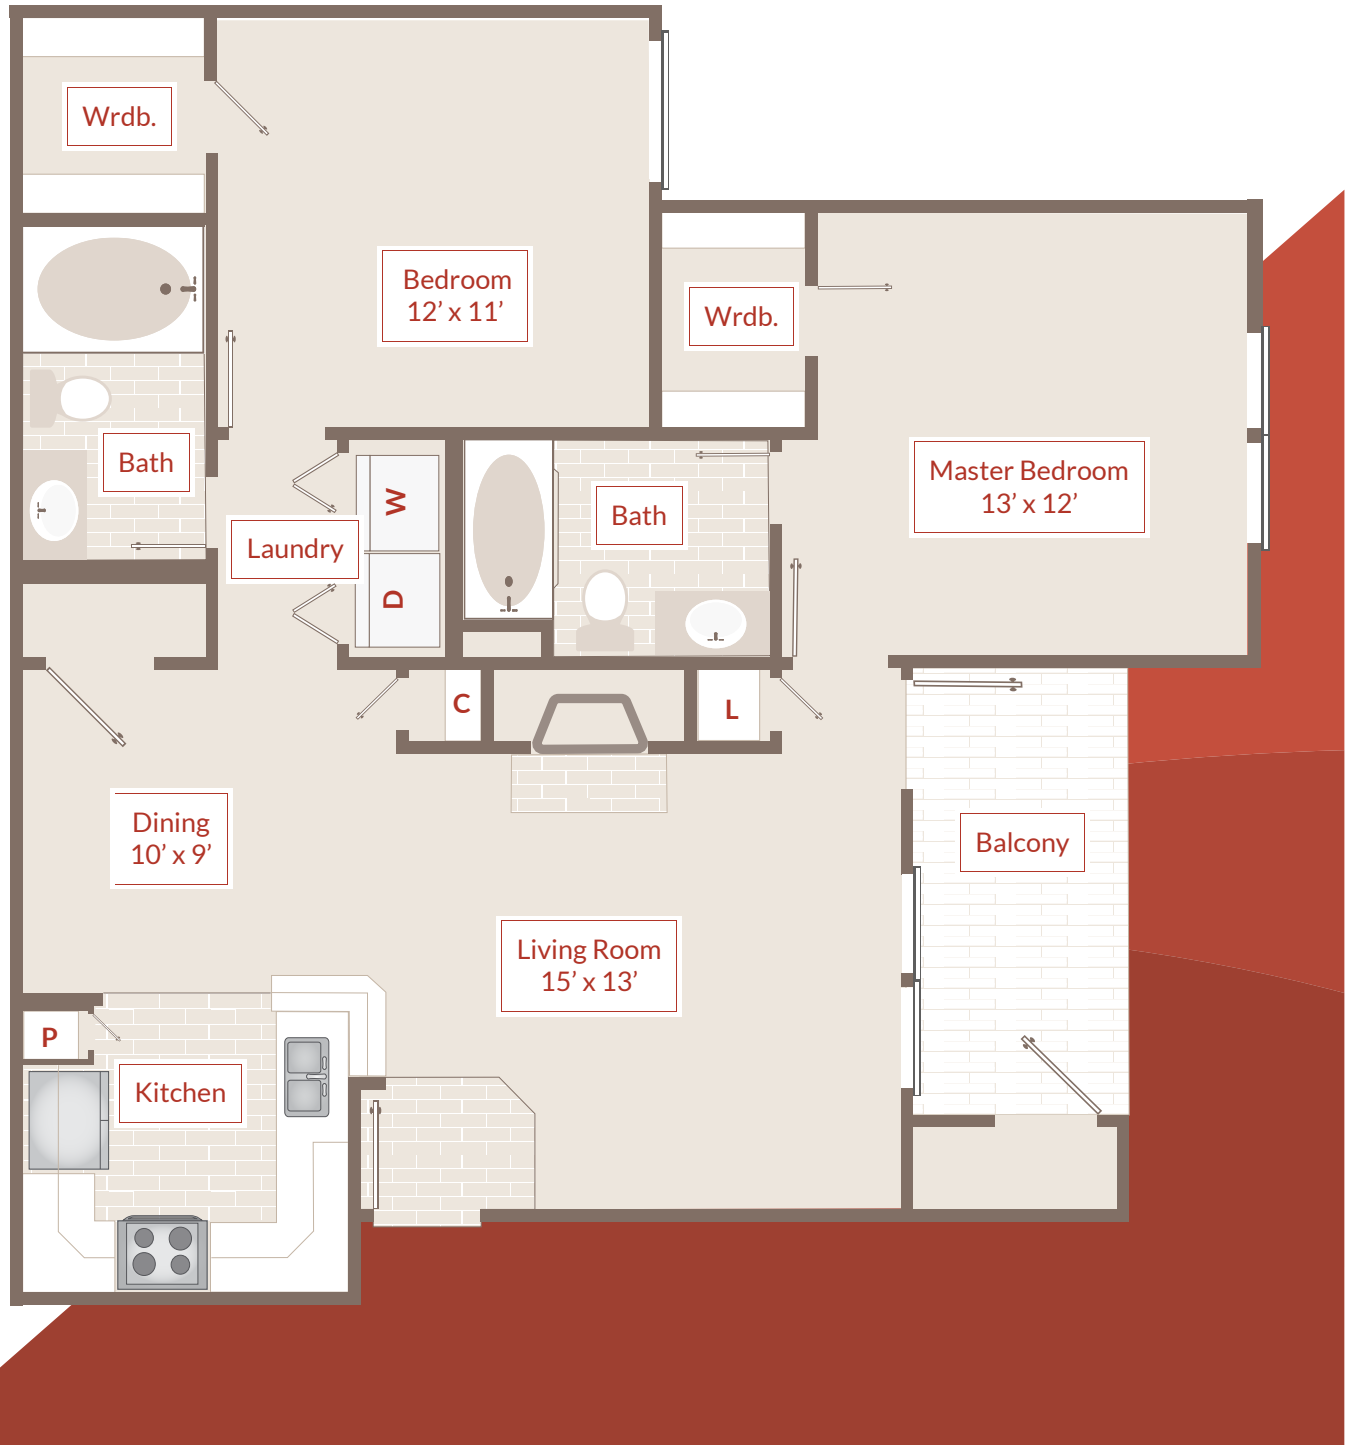 Wrdb.
Bedroom
12’ x 11’
Wrdb.
Bath
Master Bedroom
13’ x 12’
W
Bath
Laundry
D
C
L
Dining
10’ x 9’
Balcony
Living Room
15’ x 13’
P
Kitchen